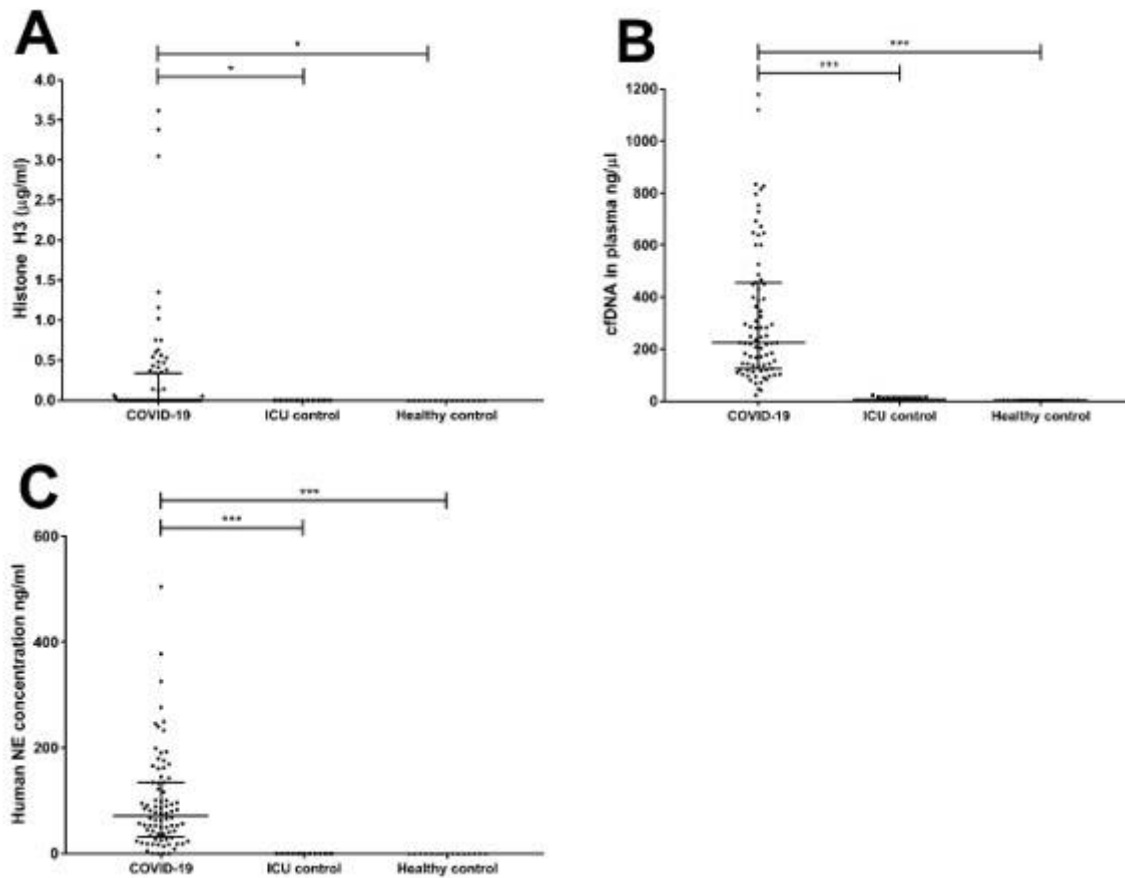 A
*
*
4.0
3.5
3.0
2.5
2.0
1.5
1.0
0.5
0.0
Histone H3 (µg/ml)
COVID-19 ICU control Healthy control
B
***
***
1200
1000
800
600
400
200
0
cfDNA in plasma ng/µl
COVID-19 ICU control Healthy control
C
***
***
600
400
200
0
Human NE concentration ng/ml
COVID-19 ICU control Healthy control